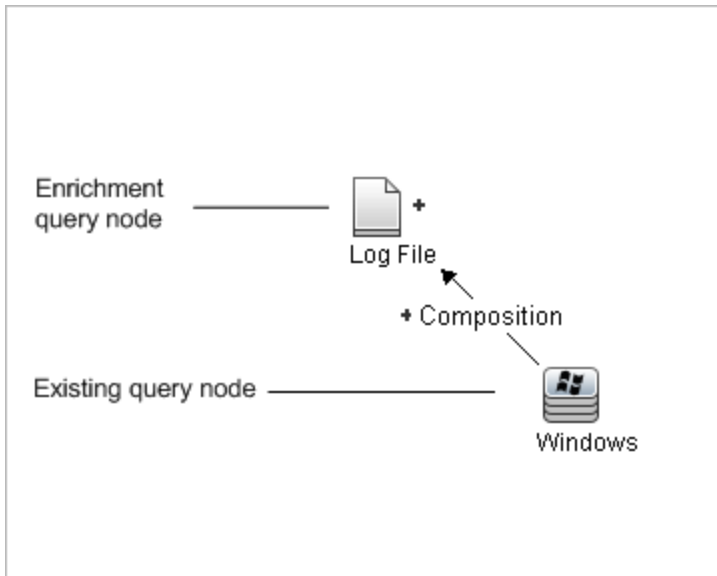 Enrichment
query node
+
Log File
+ Composition
Existing query node
Windows